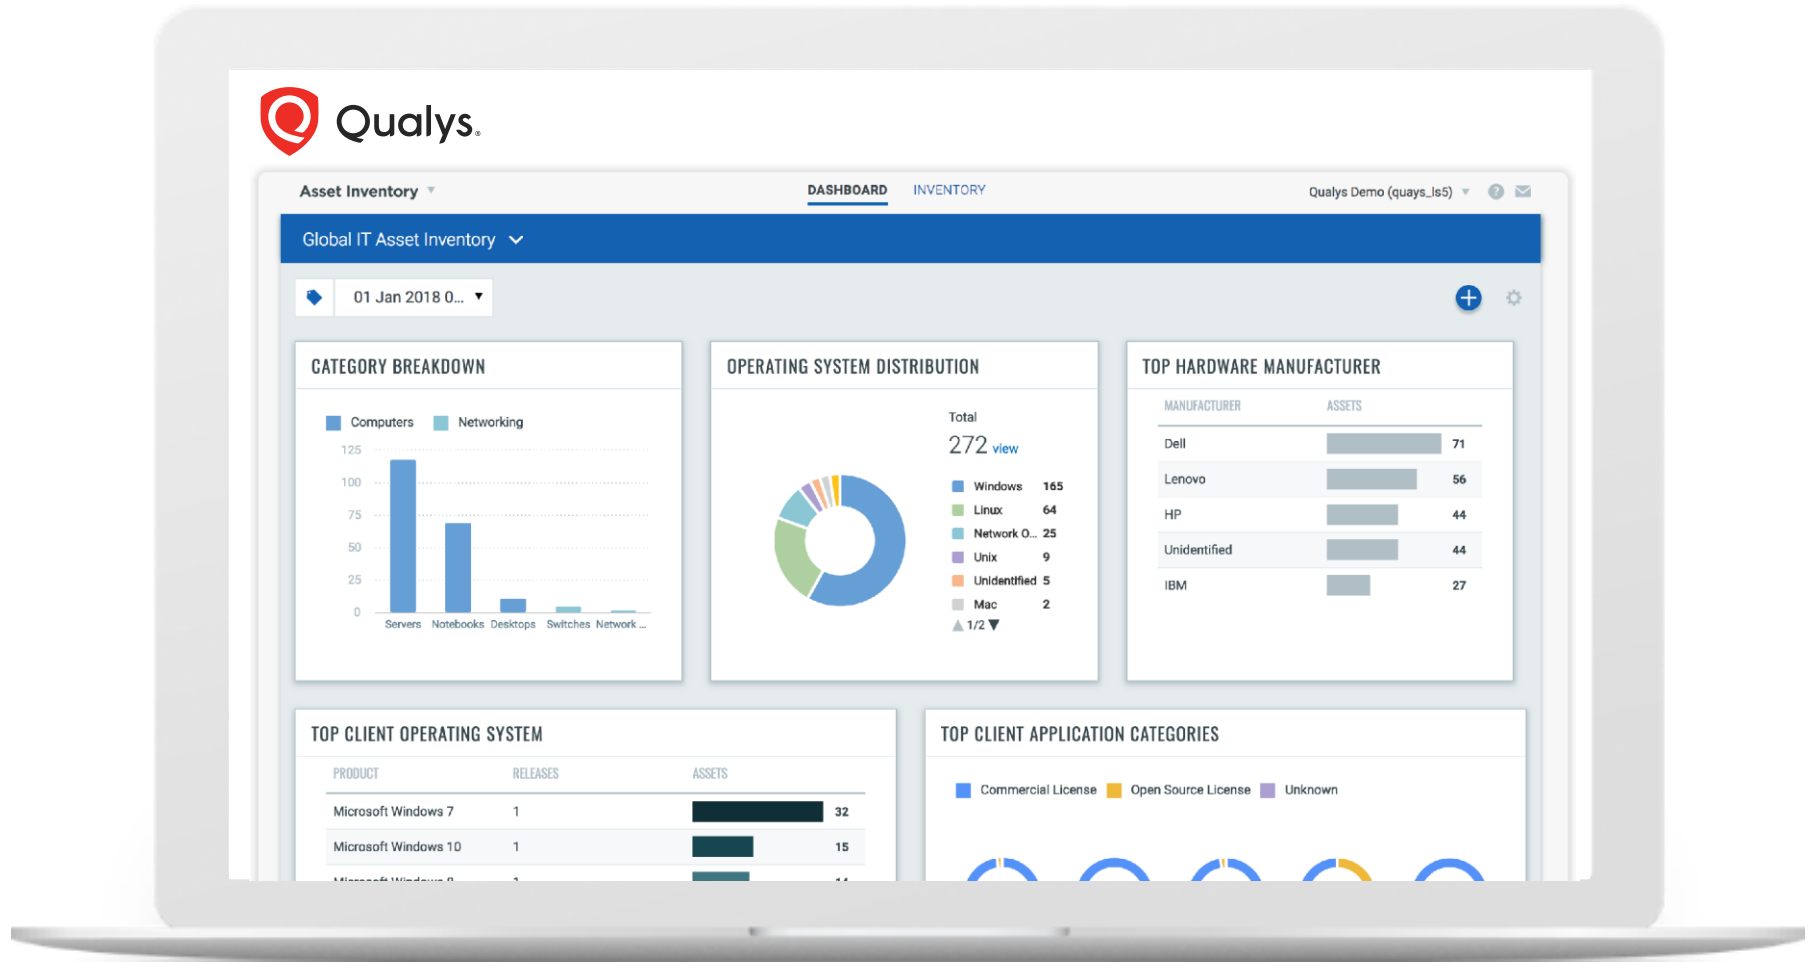 Qualys.
Asset Inventory
DASHBOARD INVENTORY
Qualys Demo (quays_ls5)
Global IT Asset Inventory
01 Jan 2018 0...
CATEGORY BREAKDOWN
Computers Networking
125
100
75
50
25
0
Servers Notebooks Desktops Switches Network ...
OPERATING SYSTEM DISTRIBUTION
Total
272 view
Windows 165
Linux 64
Network O... 25
Unix 9
Unidentified 5
Mac 2
1/2
TOP HARDWARE MANUFACTURER
MANUFACTURER ASSETS
Dell 71
Lenovo 56
HP 44
Unidentified 44
IBM 27
TOP CLIENT OPERATING SYSTEM
PRODUCT RELEASES ASSETS
Microsoft Windows 7 1 32
Microsoft Windows 10 1 15
TOP CLIENT APPLICATION CATEGORIES
Commercial License Open Source License Unknown